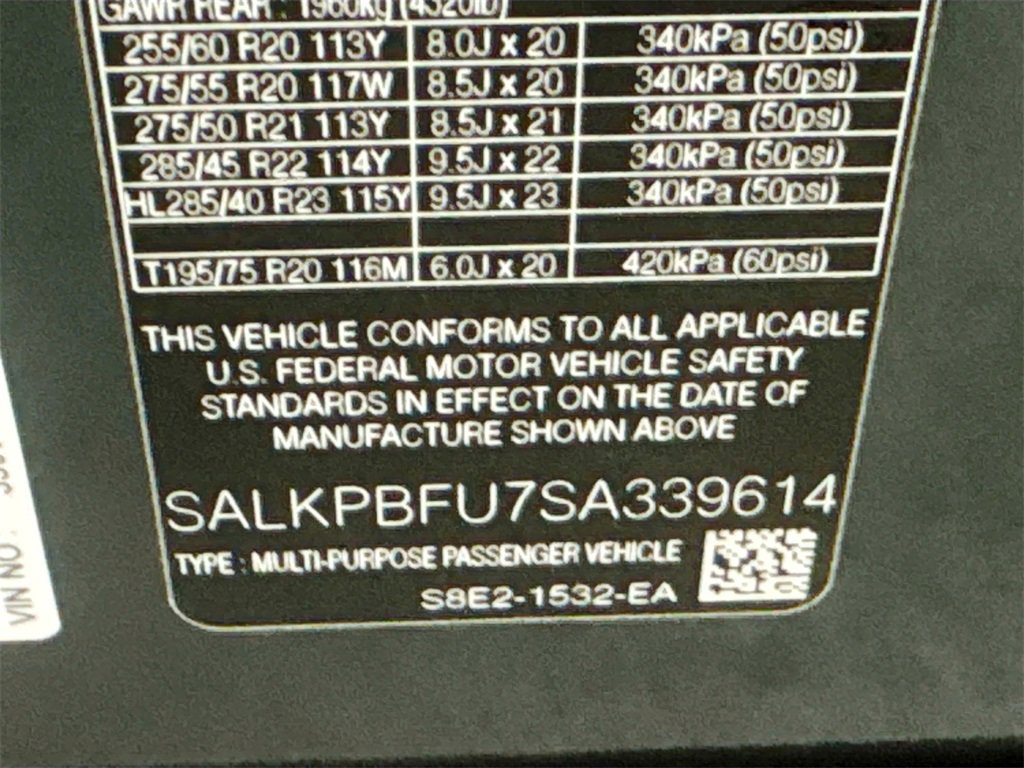 GAWR REAR : 1960kg (4320lb)
255/60 R20 113Y 8.0J x 20 340kPa (50psi)
275/55 R20 117W 8.5J x 20 340kPa (50psi)
275/50 R21 113Y 8.5J x 21 340kPa (50psi)
285/45 R22 114Y 9.5J x 22 340kPa (50psi)
HL285/40 R23 115Y 9.5J x 23 340kPa (50psi)
T195/75 R20 116M 6.0J x 20 420kPa (60psi)
THIS VEHICLE CONFORMS TO ALL APPLICABLE
U.S. FEDERAL MOTOR VEHICLE SAFETY
STANDARDS IN EFFECT ON THE DATE OF
MANUFACTURE SHOWN ABOVE
SALKPBFU7SA339614
TYPE : MULTI-PURPOSE PASSENGER VEHICLE
S8E2-1532-EA
VIN NO: